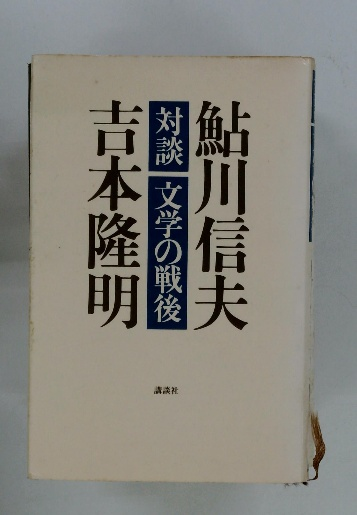 鮎川信夫
対談
文学の戦後
吉本隆明
講談社